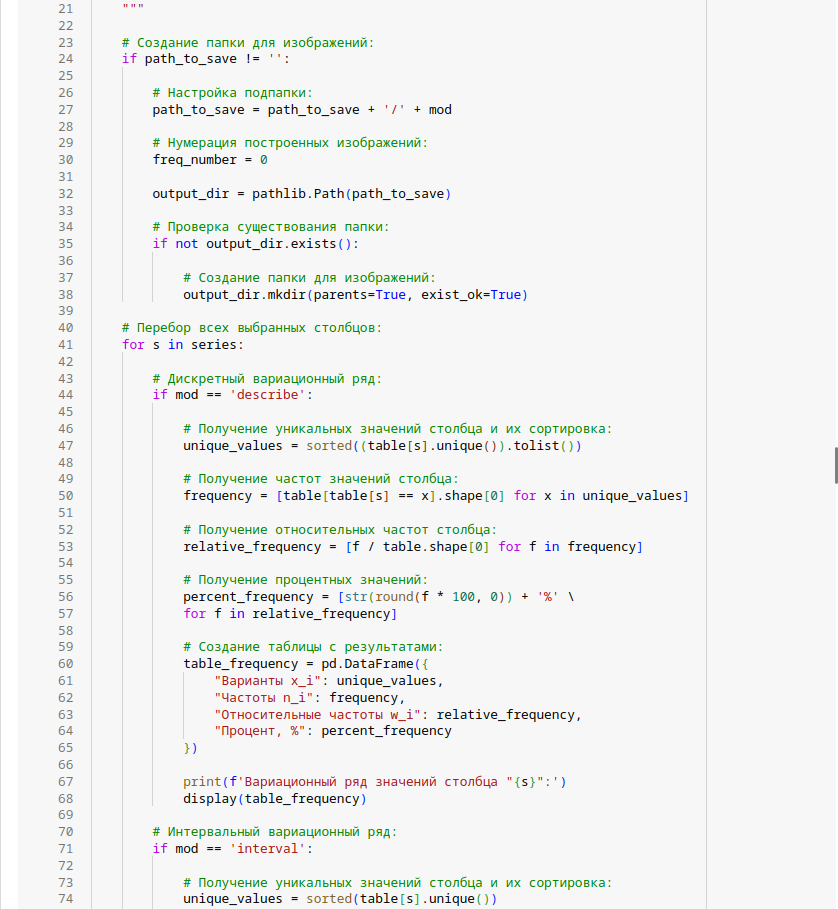 21 """
22
23 # Создание папки для изображений:
24 if path_to_save != '':
25
26 # Настройка подпапки:
27 path_to_save = path_to_save + '/' + mod
28
29 # Нумерация построенных изображений:
30 freq_number = 0
31
32 output_dir = pathlib.Path(path_to_save)
33
34 # Проверка существования папки:
35 if not output_dir.exists():
36
37 # Создание папки для изображений:
38 output_dir.mkdir(parents=True, exist_ok=True)
39
40 # Перебор всех выбранных столбцов:
41 for s in series:
42
43 # Дискретный вариационный ряд:
44 if mod == 'describe':
45
46 # Получение уникальных значений столбца и их сортировка:
47 unique_values = sorted((table[s].unique()).tolist())
48
49 # Получение частот значений столбца:
50 frequency = [table[table[s] == x].shape[0] for x in unique_values]
51
52 # Получение относительных частот столбца:
53 relative_frequency = [f / table.shape[0] for f in frequency]
54
55 # Получение процентных значений:
56 percent_frequency = [str(round(f * 100, 0)) + '%' \
57 for f in relative_frequency]
58
59 # Создание таблицы с результатами:
60 table_frequency = pd.DataFrame({
61 "Варианты x_i": unique_values,
62 "Частоты n_i": frequency,
63 "Относительные частоты w_i": relative_frequency,
64 "Процент, %": percent_frequency
65 })
66
67 print(f'Вариационный ряд значений столбца "{s}":')
68 display(table_frequency)
69
70 # Интервальный вариационный ряд:
71 if mod == 'interval':
72
73 # Получение уникальных значений столбца и их сортировка:
74 unique_values = sorted(table[s].unique())